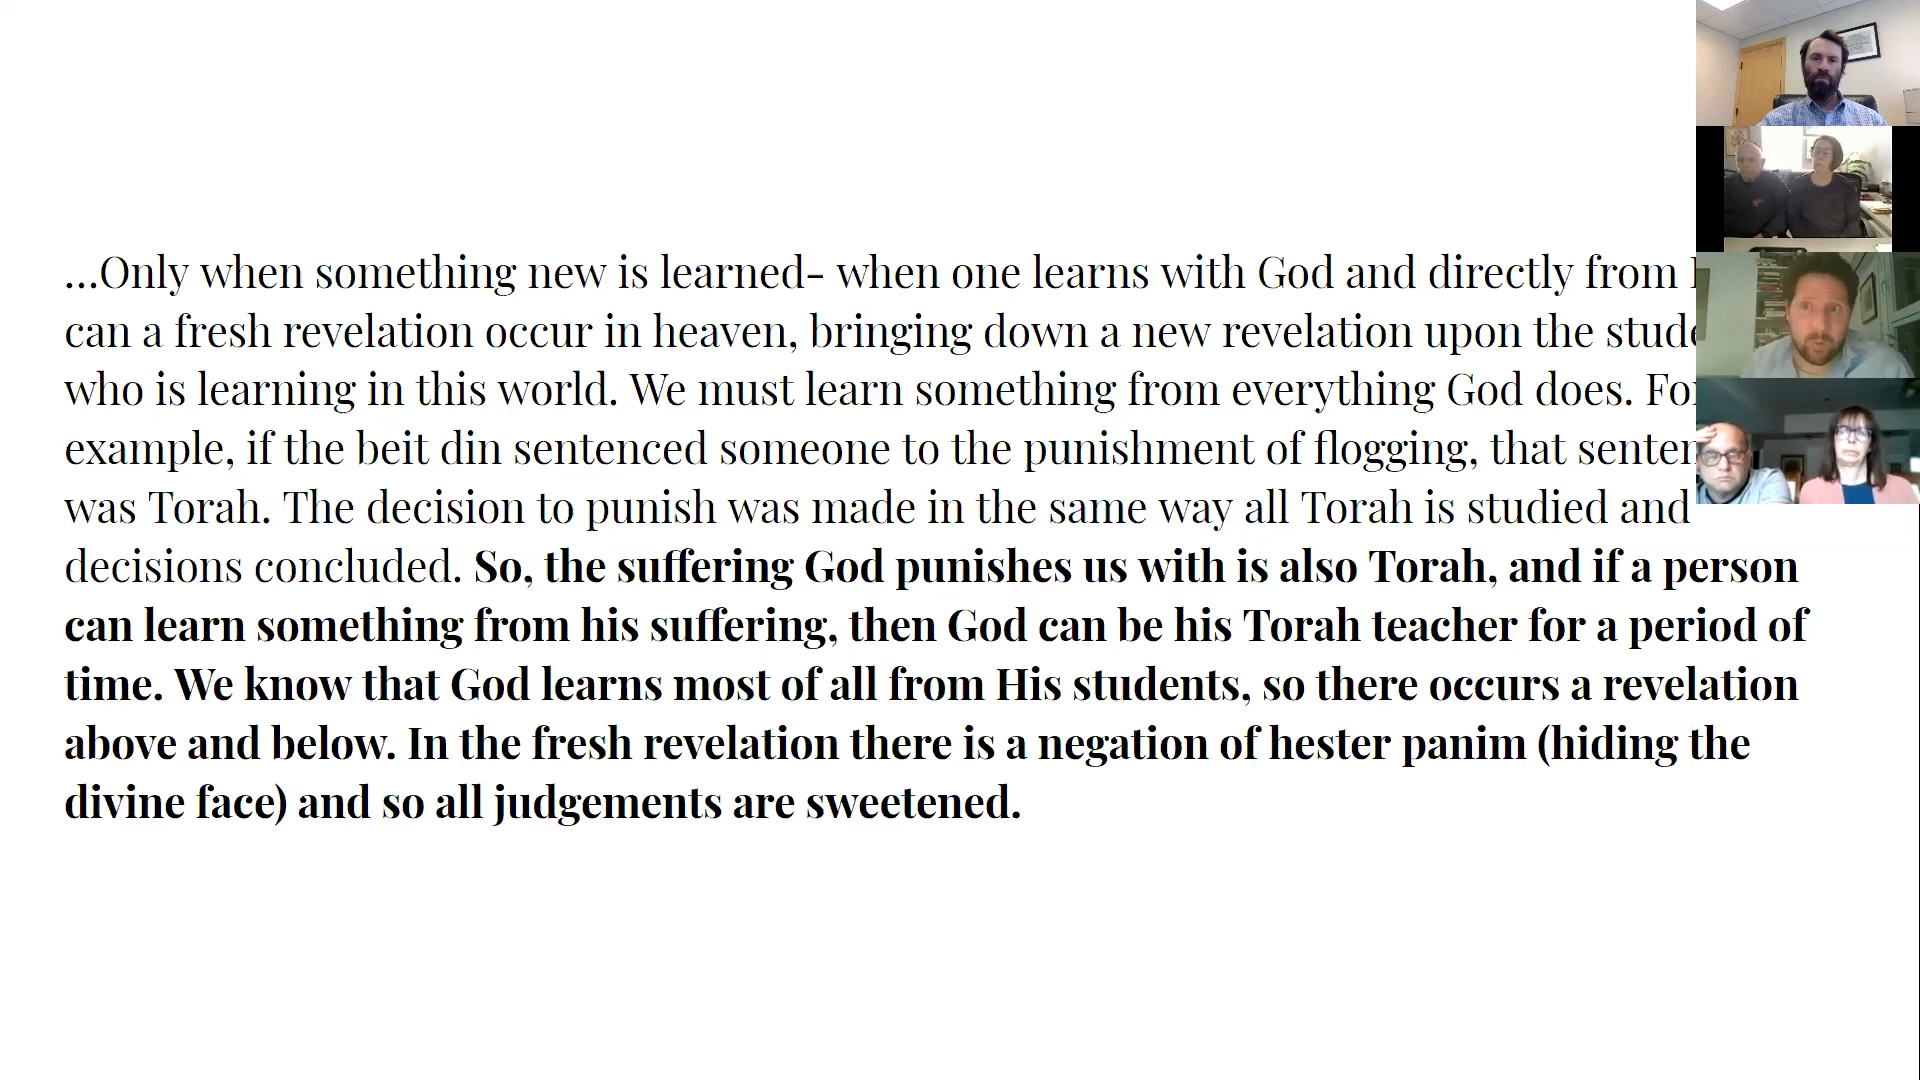 ...Only when something new is learned- when one learns with God and directly from
can a fresh revelation occur in heaven, bringing down a new revelation upon the
who is learning in this world. We must learn something from everything God does.
example, if the beit din sentenced someone to the punishment of flogging, that
was Torah. The decision to punish was made in the same way all Torah is studied and
decisions concluded. So, the suffering God punishes us with is also Torah, and if a person
can learn something from his suffering, then God can be his Torah teacher for a period of
time. We know that God learns most of all from His students, so there occurs a revelation
above and below. In the fresh revelation there is a negation of hester panim (hiding the
divine face) and so all judgements are sweetened.